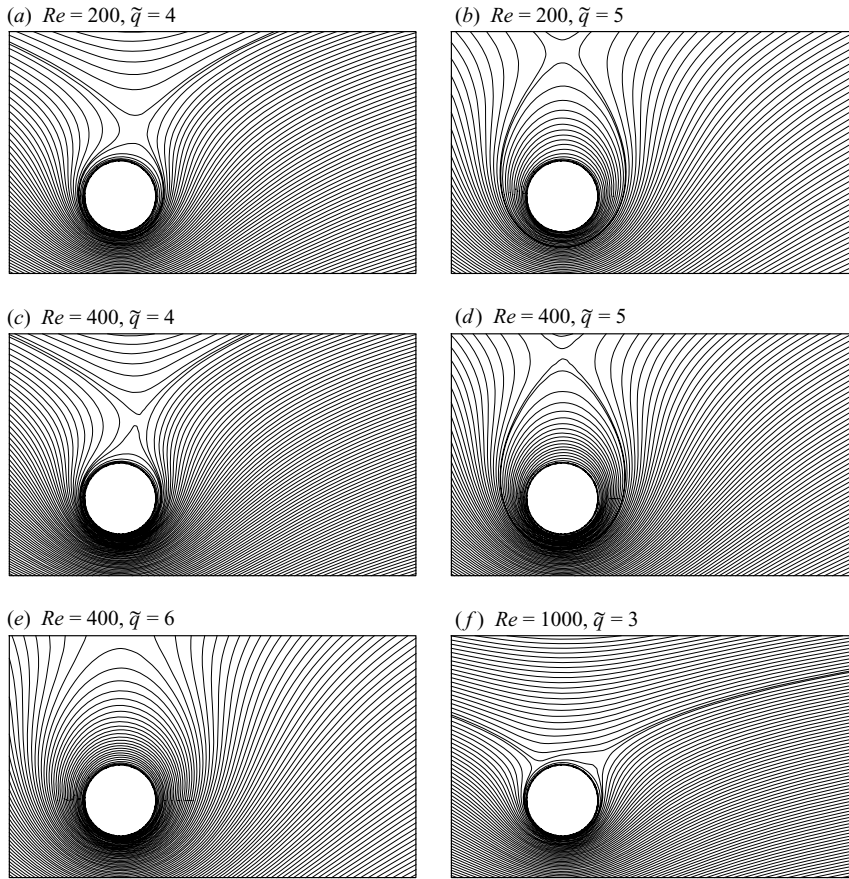 (a) Re = 200, q̃ = 4
(b) Re = 200, q̃ = 5
(c) Re = 400, q̃ = 4
(d) Re = 400, q̃ = 5
(e) Re = 400, q̃ = 6
(f) Re = 1000, q̃ = 3